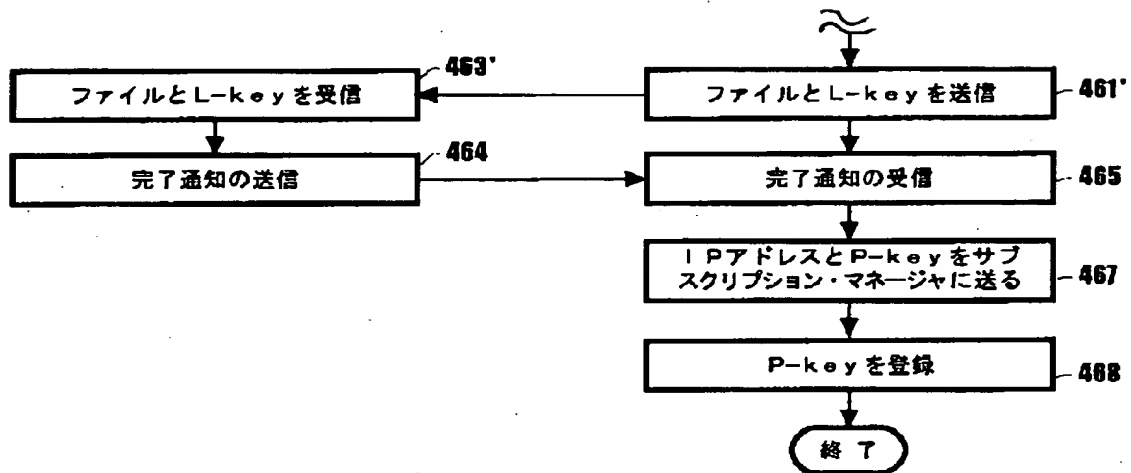 463'
ファイルとL-keyを受信
ファイルとL-keyを送信
461'
464
完了通知の送信
完了通知の受信
465
IPアドレスとP-keyをサブ
スクリプション・マネージャに送る
467
P-keyを登録
468
終了